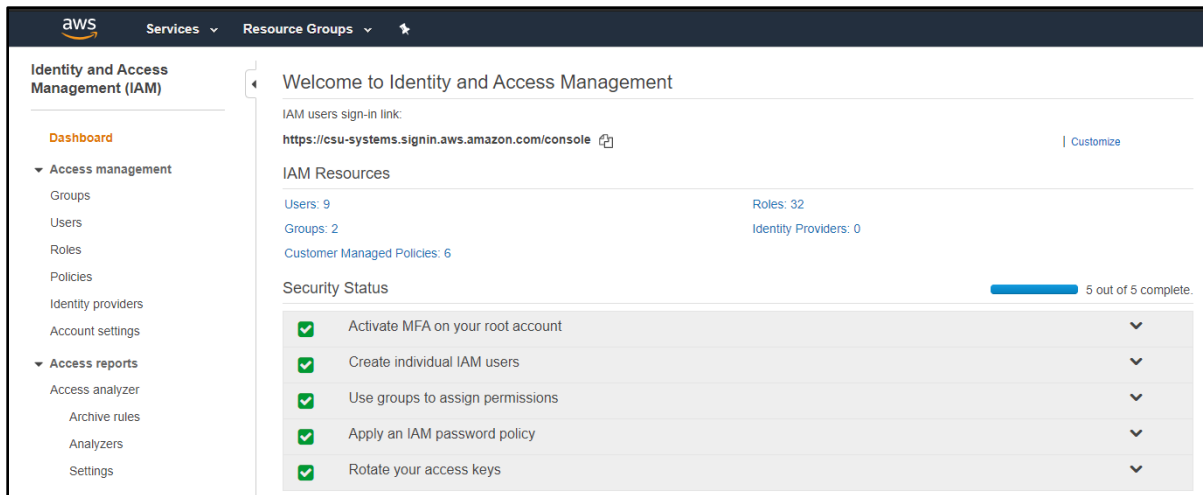 aws Services Resource Groups
Identity and Access
Management (IAM)
Dashboard
Access management
Groups
Users
Roles
Policies
Identity providers
Account settings
Access reports
Access analyzer
Archive rules
Analyzers
Settings
Welcome to Identity and Access Management
IAM users sign-in link:
https://csu-systems.signin.aws.amazon.com/console | Customize
IAM Resources
Users: 9 Roles: 32
Groups: 2 Identity Providers: 0
Customer Managed Policies: 6
Security Status 5 out of 5 complete.
Activate MFA on your root account
Create individual IAM users
Use groups to assign permissions
Apply an IAM password policy
Rotate your access keys